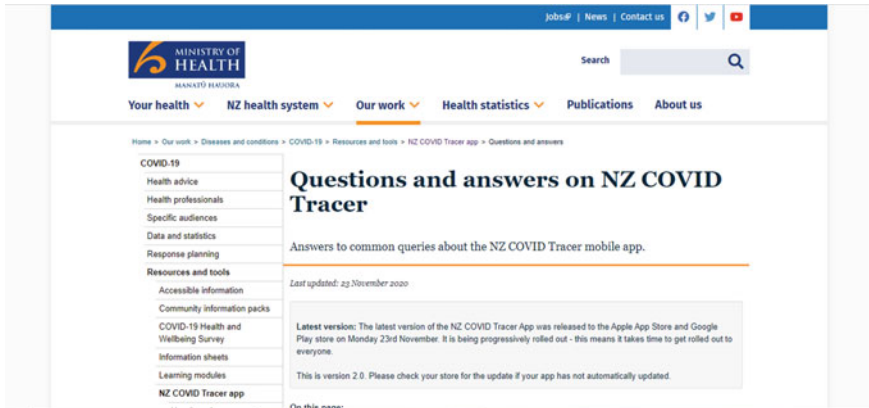 Jobs | News | Contact us
MINISTRY OF
HEALTH
MANATŪ HAUORA
Search
Your health NZ health system Our work Health statistics Publications About us
Home > Our work > Diseases and conditions > COVID-19 > Resources and tools > NZ COVID Tracer app > Questions and answers
COVID-19
Health advice
Health professionals
Specific audiences
Data and statistics
Response planning
Resources and tools
Accessible information
Community information packs
COVID-19 Health and
Wellbeing Survey
Information sheets
Learning modules
NZ COVID Tracer app
Questions and answers on NZ COVID
Tracer
Answers to common queries about the NZ COVID Tracer mobile app.
Last updated: 23 November 2020
Latest version: The latest version of the NZ COVID Tracer App was released to the Apple App Store and Google
Play store on Monday 23rd November. It is being progressively rolled out - this means it takes time to get rolled out to
everyone.
This is version 2.0. Please check your store for the update if your app has not automatically updated.
On this page: